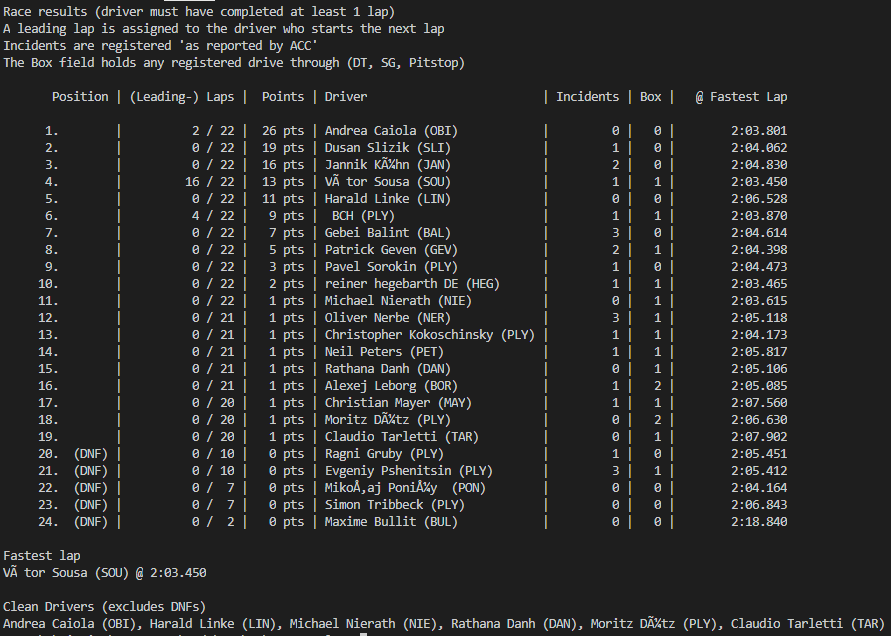 Race results (driver must have completed at least 1 lap)
A leading lap is assigned to the driver who starts the next lap
Incidents are registered 'as reported by ACC'
The Box field holds any registered drive through (DT, SG, Pitstop)
Position | (Leading-) Laps | Points | Driver | Incidents | Box | @ Fastest Lap
1. | 2 / 22 | 26 pts | Andrea Caiola (OBI) | 0 | 0 | 2:03.801
2. | 0 / 22 | 19 pts | Dusan Slizik (SLI) | 1 | 0 | 2:04.062
3. | 0 / 22 | 16 pts | Jannik KÃ¼hn (JAN) | 2 | 0 | 2:04.830
4. | 16 / 22 | 13 pts | VÃ­tor Sousa (SOU) | 1 | 1 | 2:03.450
5. | 0 / 22 | 11 pts | Harald Linke (LIN) | 0 | 0 | 2:06.528
6. | 4 / 22 | 9 pts | BCH (PLY) | 1 | 1 | 2:03.870
7. | 0 / 22 | 7 pts | Gebei Balint (BAL) | 3 | 0 | 2:04.614
8. | 0 / 22 | 5 pts | Patrick Geven (GEV) | 2 | 1 | 2:04.398
9. | 0 / 22 | 3 pts | Pavel Sorokin (PLY) | 1 | 0 | 2:04.473
10. | 0 / 22 | 2 pts | reiner hegebarth DE (HEG) | 1 | 1 | 2:03.465
11. | 0 / 22 | 1 pts | Michael Nierath (NIE) | 0 | 1 | 2:03.615
12. | 0 / 21 | 1 pts | Oliver Nerbe (NER) | 3 | 1 | 2:05.118
13. | 0 / 21 | 1 pts | Christopher Kokoschinsky (PLY) | 1 | 1 | 2:04.173
14. | 0 / 21 | 1 pts | Neil Peters (PET) | 1 | 1 | 2:05.817
15. | 0 / 21 | 1 pts | Rathana Danh (DAN) | 0 | 1 | 2:05.106
16. | 0 / 21 | 1 pts | Alexej Leborg (BOR) | 1 | 2 | 2:05.085
17. | 0 / 20 | 1 pts | Christian Mayer (MAY) | 1 | 1 | 2:07.560
18. | 0 / 20 | 1 pts | Moritz DÃ¼tz (PLY) | 0 | 2 | 2:06.630
19. | 0 / 20 | 1 pts | Claudio Tarletti (TAR) | 0 | 1 | 2:07.902
20. (DNF) | 0 / 10 | 0 pts | Ragni Gruby (PLY) | 1 | 0 | 2:05.451
21. (DNF) | 0 / 10 | 0 pts | Evgeniy Pshenitsin (PLY) | 3 | 1 | 2:05.412
22. (DNF) | 0 / 7 | 0 pts | MikoÅ‚aj PoniÅ¼y (PON) | 0 | 0 | 2:04.164
23. (DNF) | 0 / 7 | 0 pts | Simon Tribbeck (PLY) | 0 | 0 | 2:06.843
24. (DNF) | 0 / 2 | 0 pts | Maxime Bullit (BUL) | 0 | 0 | 2:18.840
Fastest lap
VÃ­tor Sousa (SOU) @ 2:03.450
Clean Drivers (excludes DNFs)
Andrea Caiola (OBI), Harald Linke (LIN), Michael Nierath (NIE), Rathana Danh (DAN), Moritz DÃ¼tz (PLY), Claudio Tarletti (TAR)